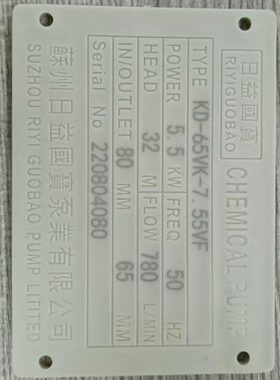 日益國寶
RIYIGUOBAO
CHEMICAL PUMP
TYPE KD-65VK-7.55VF
POWER 5.5 KW FREQ 50 HZ
HEAD 32 M FLOW 780 L/MIN
IN/OUTLET 80 MM 65 MM
Serial No 220804080
蘇州日益國寶泵業有限公司
SUZHOU RIYI GUOBAO PUMP LITITED